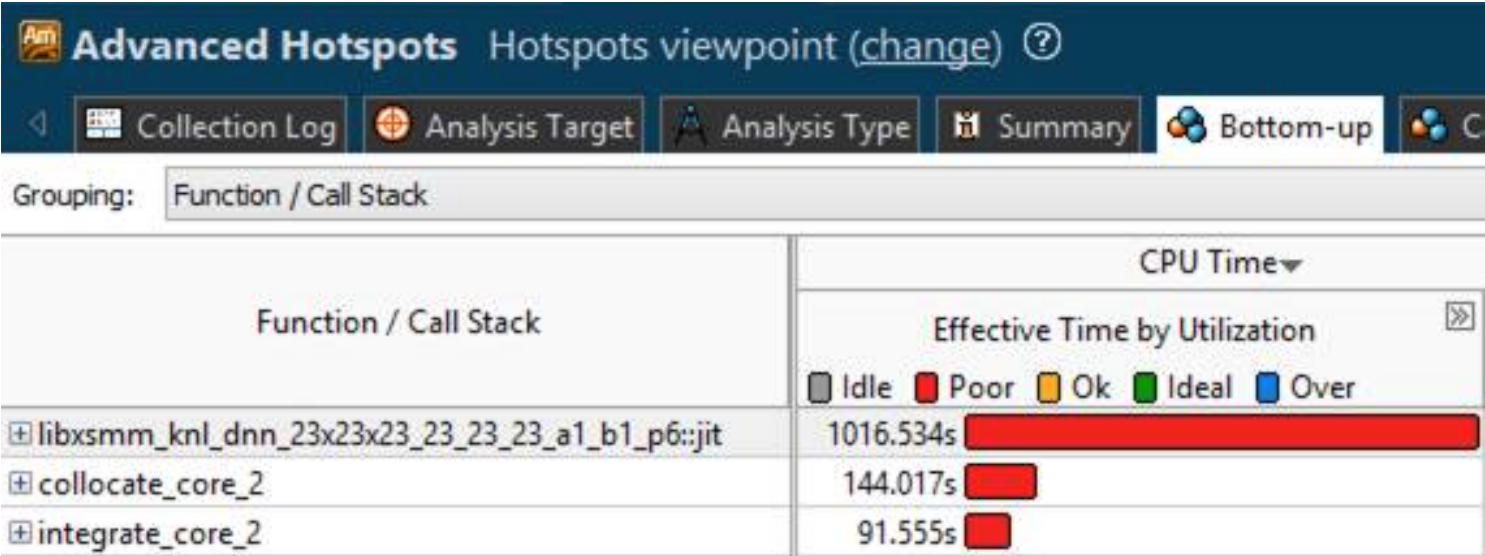 Am Advanced Hotspots Hotspots viewpoint (change) ?
Collection Log Analysis Target Analysis Type Summary Bottom-up C
Grouping: Function / Call Stack
CPU Time
Function / Call Stack
Effective Time by Utilization
Idle Poor Ok Ideal Over
libxsmm_knl_dnn_23x23x23_23_23_23_a1_b1_p6::jit 1016.534s
collocate_core_2 144.017s
integrate_core_2 91.555s